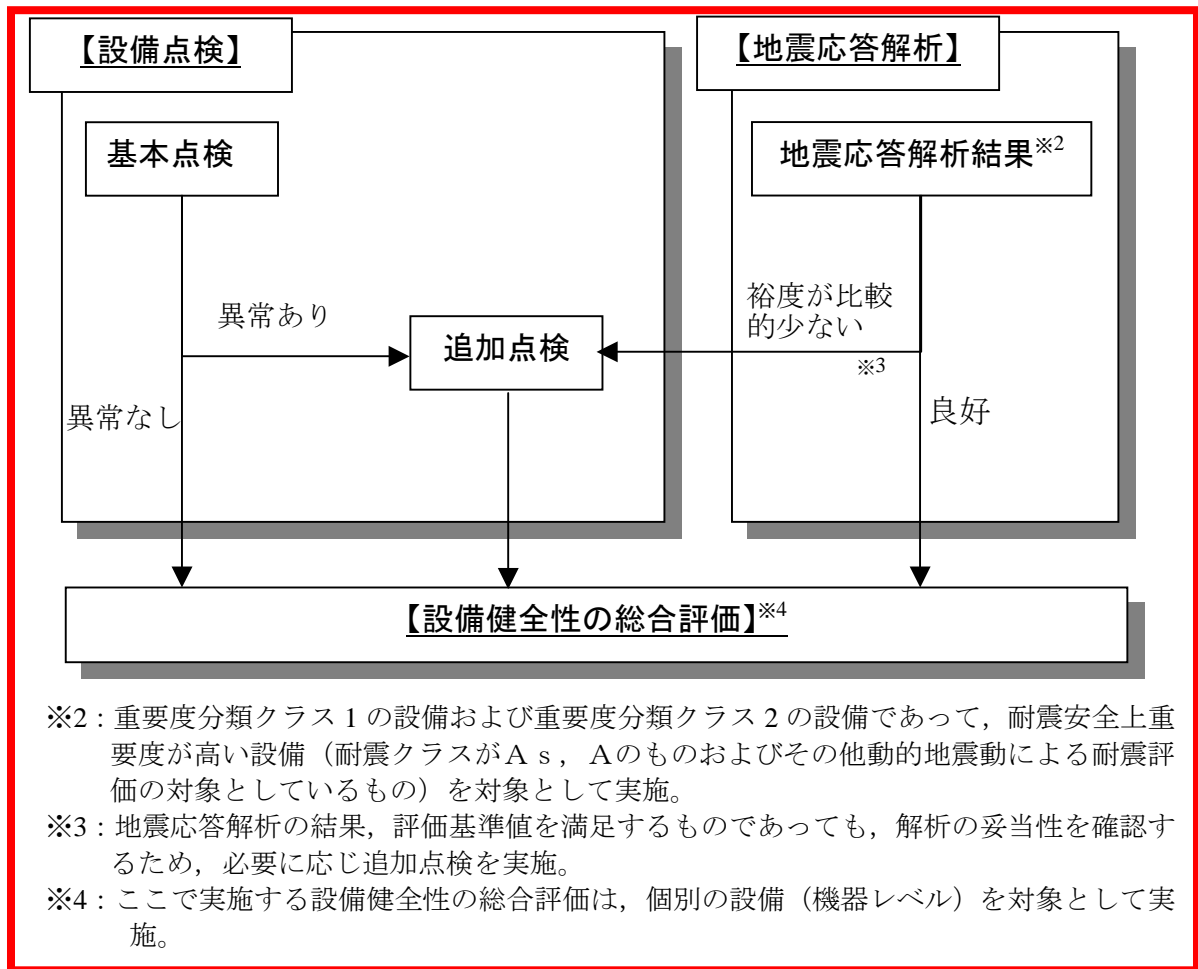 【設備点検】
【地震応答解析】
基本点検
地震応答解析結果※2
異常あり
追加点検
裕度が比較
的少ない
※3
異常なし
良好
【設備健全性の総合評価】※4
※2：重要度分類クラス 1 の設備および重要度分類クラス 2 の設備であって，耐震安全上重
要度が高い設備（耐震クラスがＡｓ，Ａのものおよびその他動的地震動による耐震評
価の対象としているもの）を対象として実施。
※3：地震応答解析の結果，評価基準値を満足するものであっても，解析の妥当性を確認す
るため，必要に応じ追加点検を実施。
※4：ここで実施する設備健全性の総合評価は，個別の設備（機器レベル）を対象として実
施。